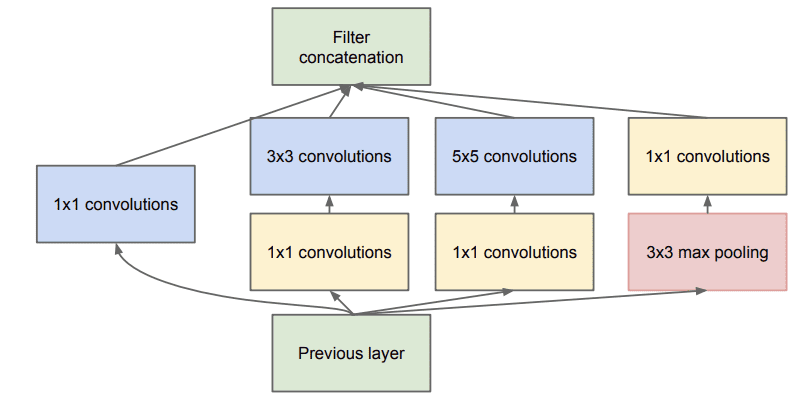 Filter
concatenation
3x3 convolutions
5x5 convolutions
1x1 convolutions
1x1 convolutions
1x1 convolutions
1x1 convolutions
3x3 max pooling
Previous layer